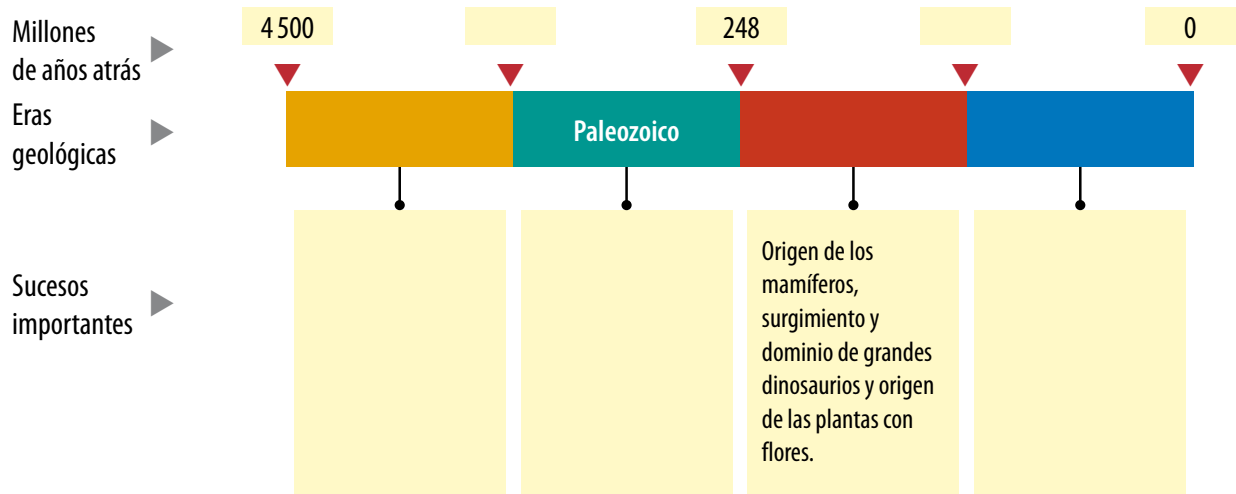 Millones
de años atrás
4 500
248
0
Eras
geológicas
Paleozoico
Sucesos
importantes
Origen de los
mamíferos,
surgimiento y
dominio de grandes
dinosaurios y origen
de las plantas con
flores.